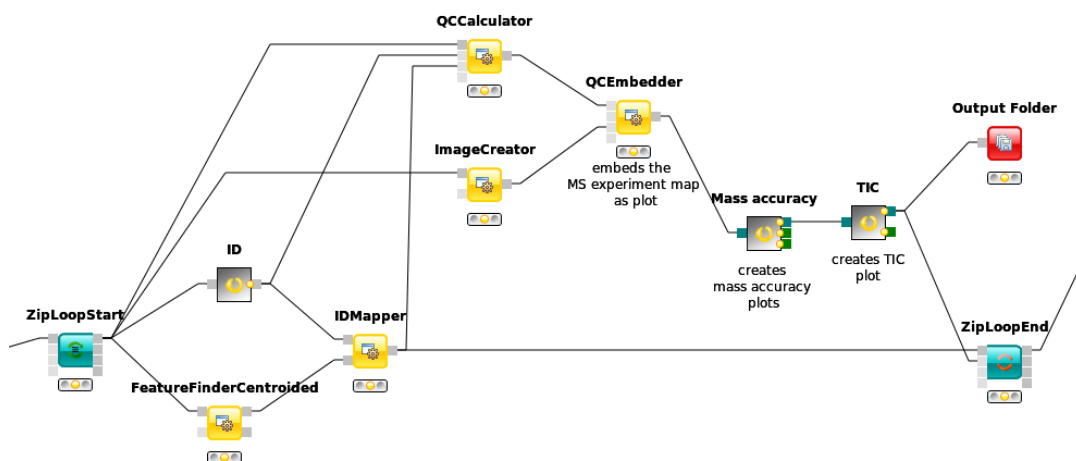 QCCalculator
QCEmbedder
Output Folder
ImageCreator
embeds the
MS experiment map
as plot
Mass accuracy
TIC
creates
mass accuracy
plots
creates TIC
plot
ID
ZipLoopStart
IDMapper
ZipLoopEnd
FeatureFinderCentroided